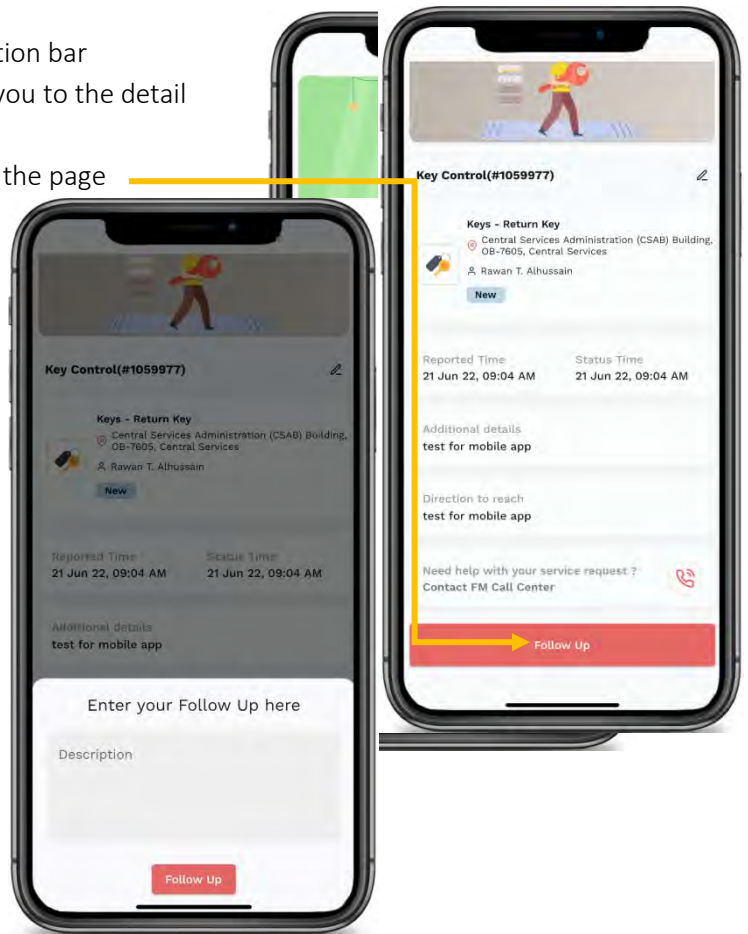 tion bar
you to the detail
the page
Key Control(#1059977)
Keys - Return Key
Central Services Administration (CSAB) Building,
OB-7605, Central Services
Rawan T. Alhussain
New
Reported Time
Status Time
21 Jun 22, 09:04 AM
21 Jun 22, 09:04 AM
Additional details
test for mobile app
Direction to reach
test for mobile app
Need help with your service request ?
Contact FM Call Center
Follow Up
Key Control(#1059977)
Keys - Return Key
Central Services Administration (CSAB) Building,
OB-7605, Central Services
Rawan T. Alhussain
New
Reported Time
Status Time
21 Jun 22, 09:04 AM
21 Jun 22, 09:04 AM
Additional details
test for mobile app
Enter your Follow Up here
Description
Follow Up